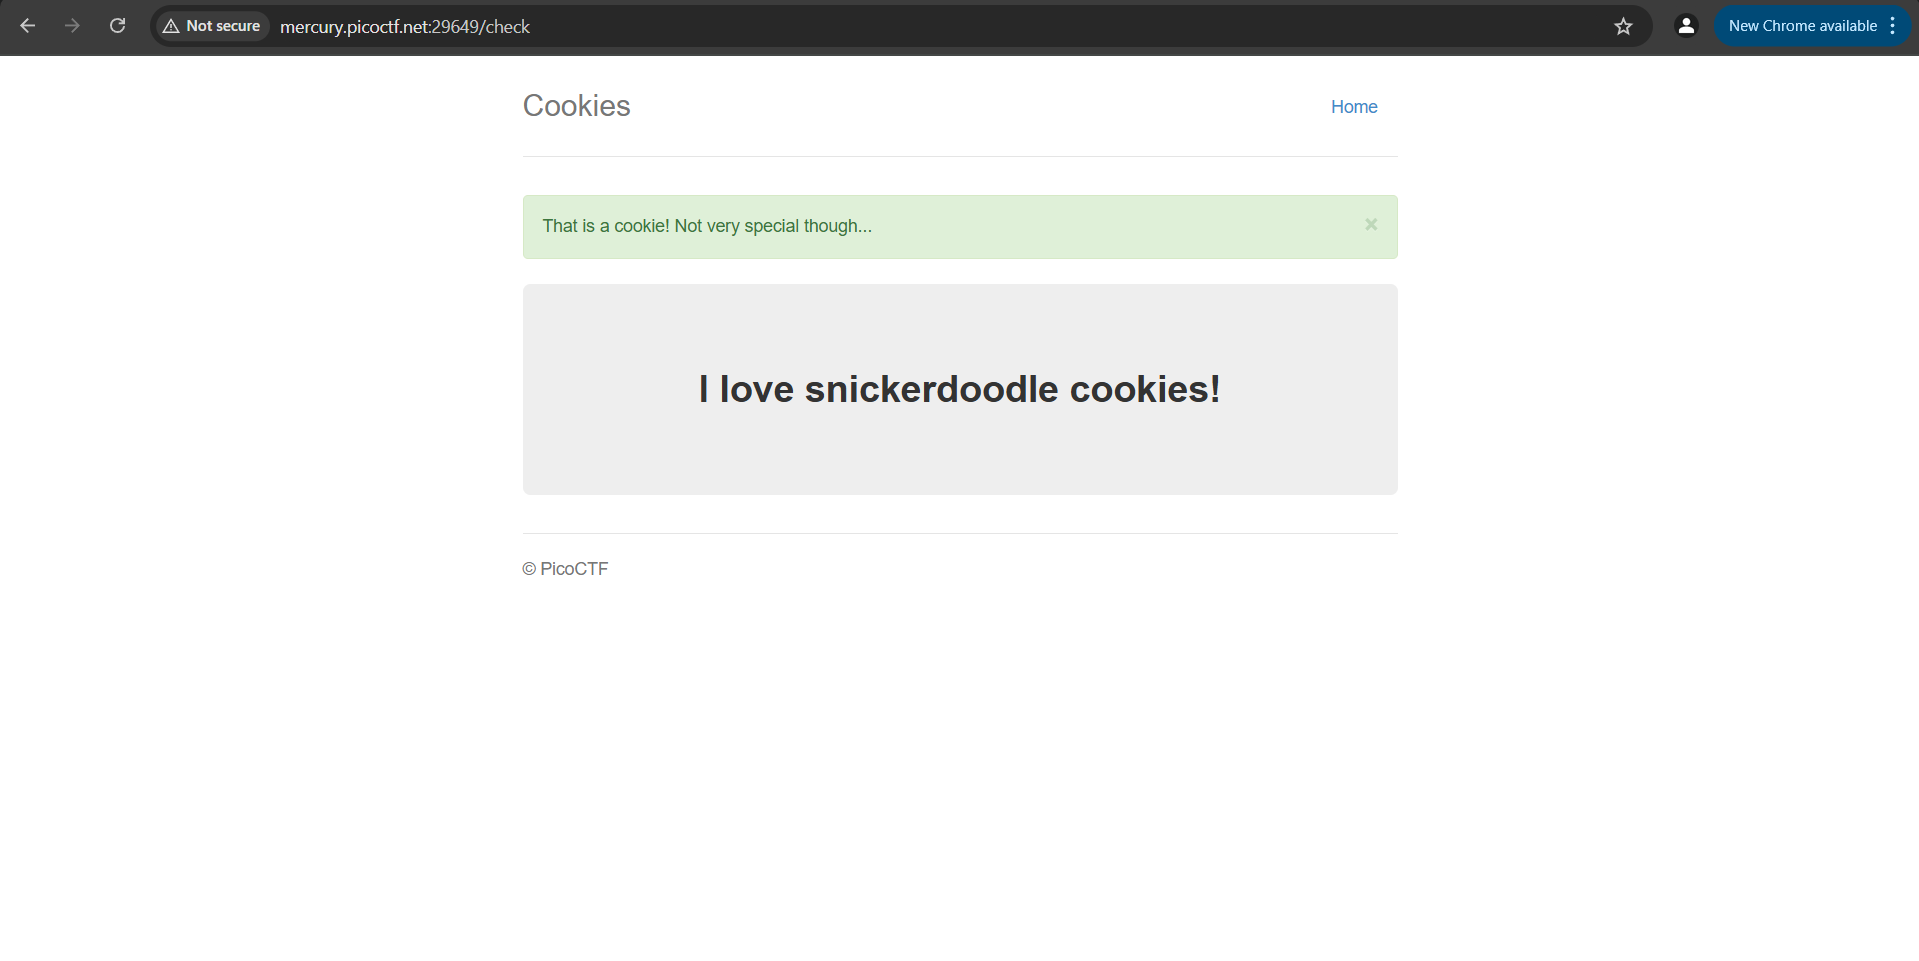 Not secure
mercury.picoctf.net:29649/check
New Chrome available
Cookies
Home
That is a cookie! Not very special though...
×
I love snickerdoodle cookies!
© PicoCTF